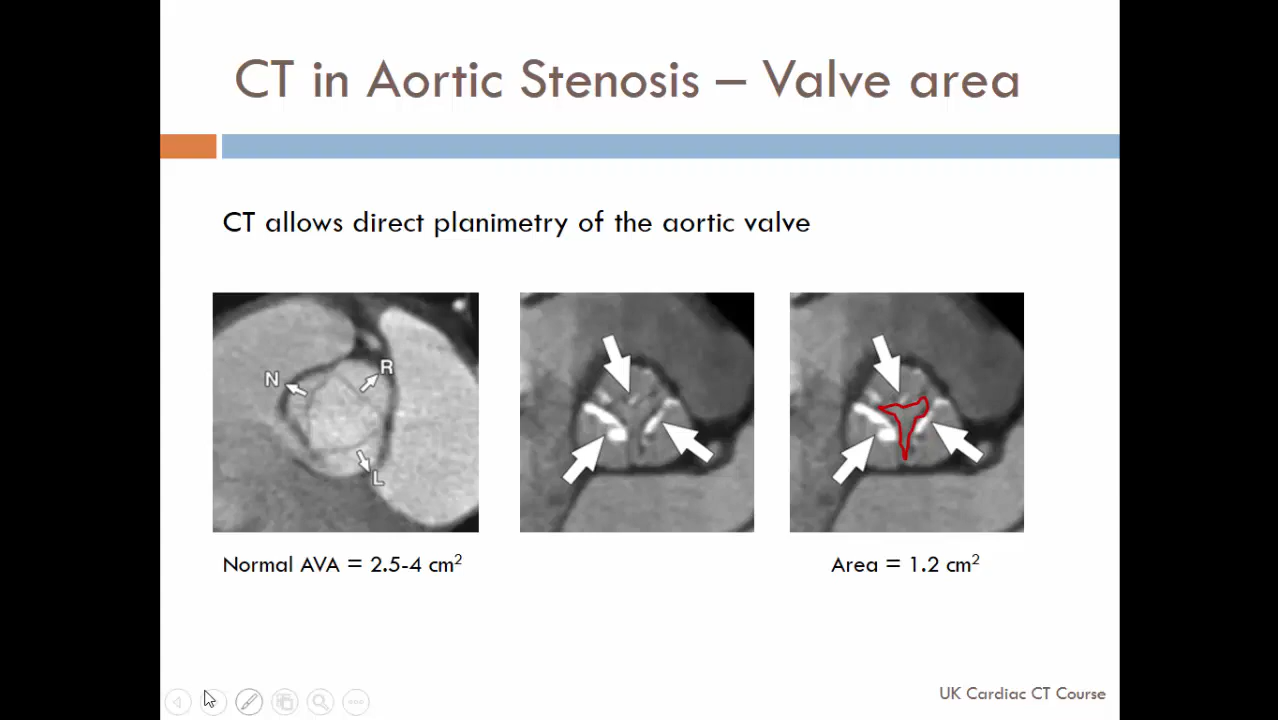 CT in Aortic Stenosis – Valve area
CT allows direct planimetry of the aortic valve
N
R
L
Normal AVA = 2.5-4 cm²
Area = 1.2 cm²
UK Cardiac CT Course